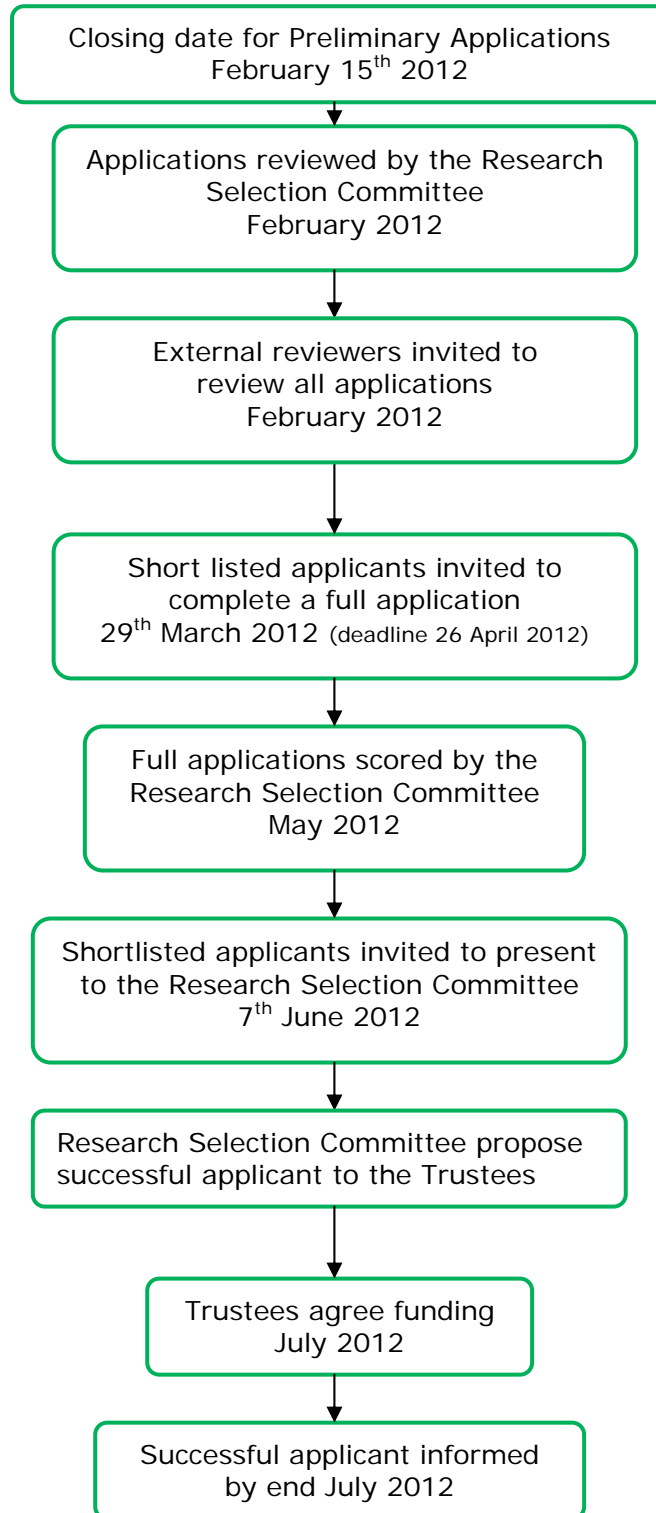 Closing date for Preliminary Applications
February 15th 2012
Applications reviewed by the Research
Selection Committee
February 2012
External reviewers invited to
review all applications
February 2012
Short listed applicants invited to
complete a full application
29th March 2012 (deadline 26 April 2012)
Full applications scored by the
Research Selection Committee
May 2012
Shortlisted applicants invited to present
to the Research Selection Committee
7th June 2012
Research Selection Committee propose
successful applicant to the Trustees
Trustees agree funding
July 2012
Successful applicant informed
by end July 2012